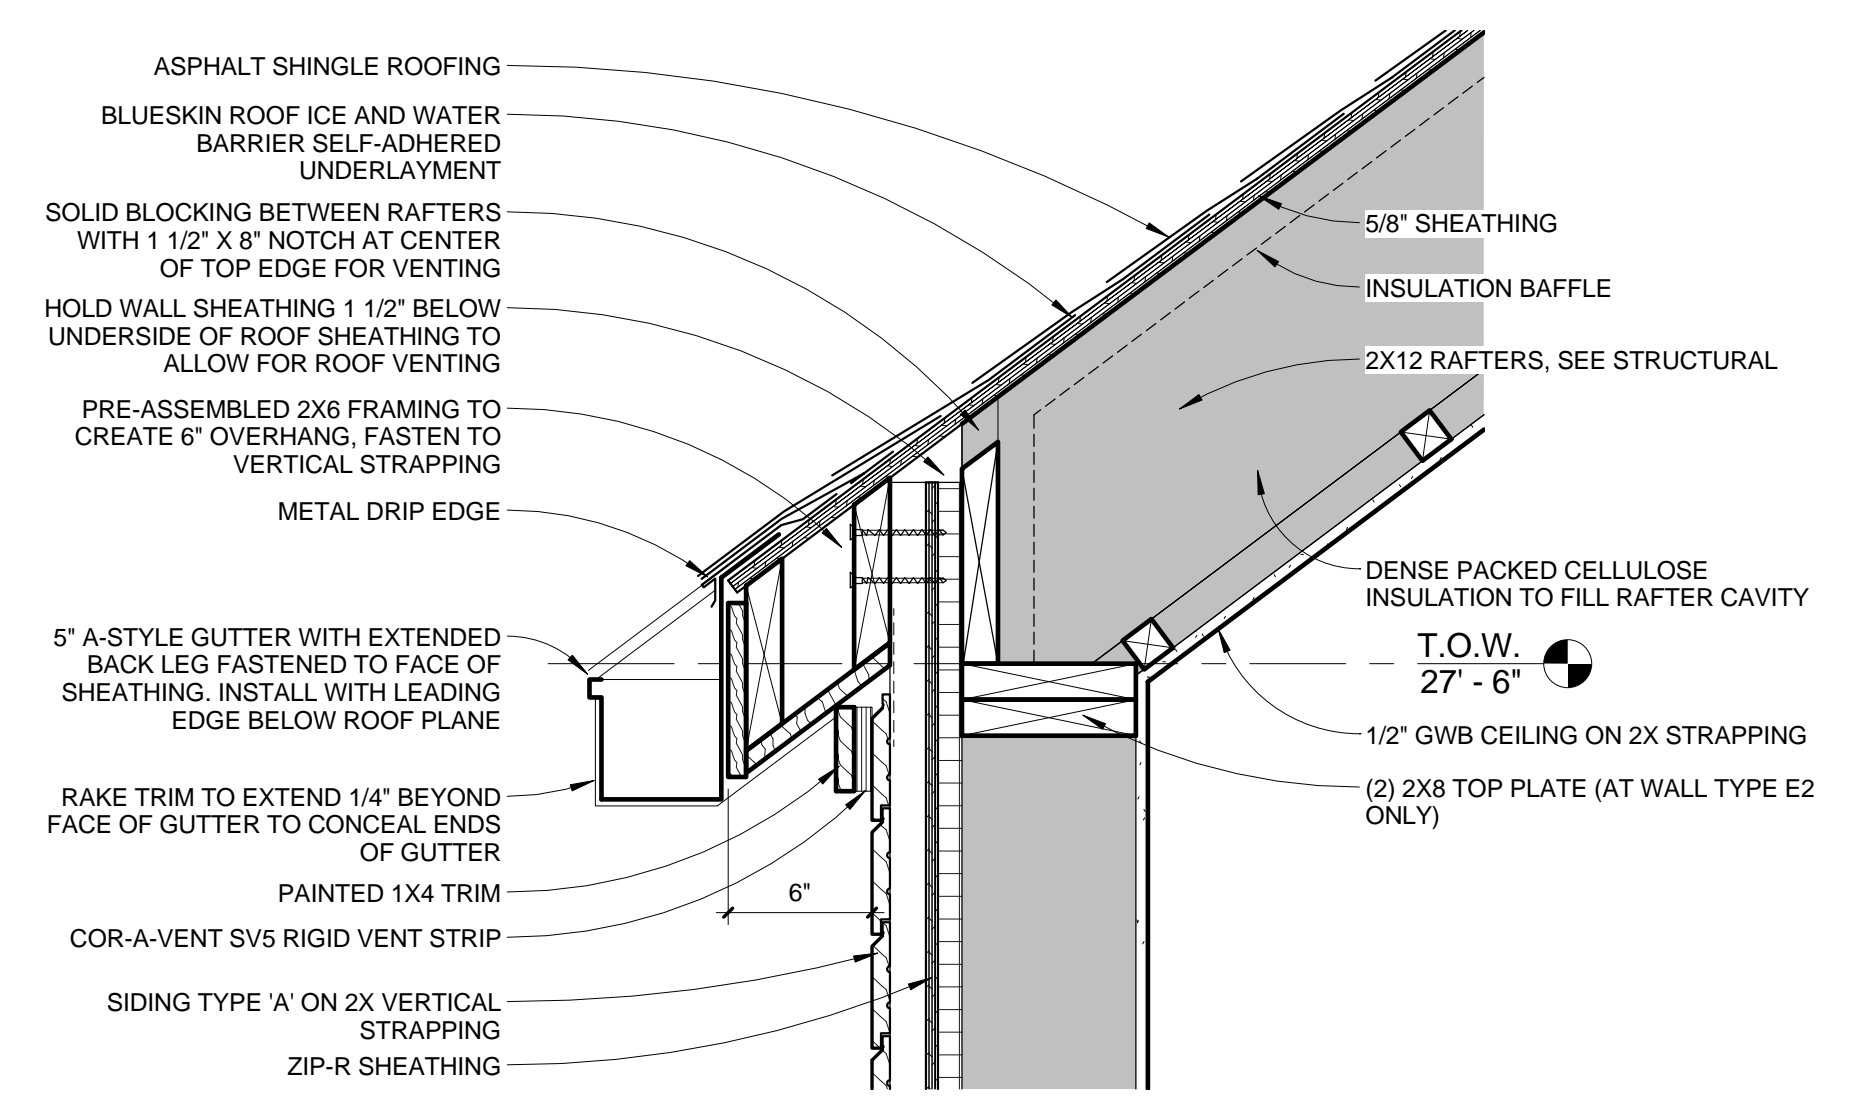 ASPHALT SHINGLE ROOFING
BLUESKIN ROOF ICE AND WATER
BARRIER SELF-ADHERED
UNDERLAYMENT
SOLID BLOCKING BETWEEN RAFTERS
WITH 1 1/2" X 8" NOTCH AT CENTER
OF TOP EDGE FOR VENTING
HOLD WALL SHEATHING 1 1/2" BELOW
UNDERSIDE OF ROOF SHEATHING TO
ALLOW FOR ROOF VENTING
PRE-ASSEMBLED 2X6 FRAMING TO
CREATE 6" OVERHANG, FASTEN TO
VERTICAL STRAPPING
METAL DRIP EDGE
5" A-STYLE GUTTER WITH EXTENDED
BACK LEG FASTENED TO FACE OF
SHEATHING. INSTALL WITH LEADING
EDGE BELOW ROOF PLANE
RAKE TRIM TO EXTEND 1/4" BEYOND
FACE OF GUTTER TO CONCEAL ENDS
OF GUTTER
PAINTED 1X4 TRIM
COR-A-VENT SV5 RIGID VENT STRIP
SIDING TYPE 'A' ON 2X VERTICAL
STRAPPING
ZIP-R SHEATHING
6"
5/8" SHEATHING
INSULATION BAFFLE
2X12 RAFTERS, SEE STRUCTURAL
DENSE PACKED CELLULOSE
INSULATION TO FILL RAFTER CAVITY
T.O.W.
27' - 6"
1/2" GWB CEILING ON 2X STRAPPING
(2) 2X8 TOP PLATE (AT WALL TYPE E2
ONLY)